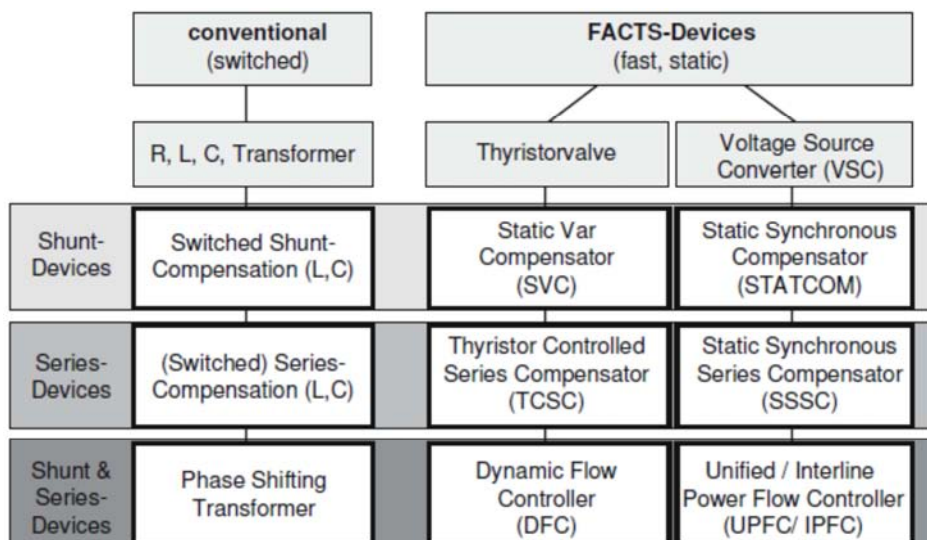 conventional
(switched)
FACTS-Devices
(fast, static)
R, L, C, Transformer
Thyristorvalve
Voltage Source
Converter (VSC)
Shunt-
Devices
Switched Shunt-
Compensation (L,C)
Static Var
Compensator
(SVC)
Static Synchronous
Compensator
(STATCOM)
Series-
Devices
(Switched) Series-
Compensation (L,C)
Thyristor Controlled
Series Compensator
(TCSC)
Static Synchronous
Series Compensator
(SSSC)
Shunt &
Series-
Devices
Phase Shifting
Transformer
Dynamic Flow
Controller
(DFC)
Unified / Interline
Power Flow Controller
(UPFC/ IPFC)